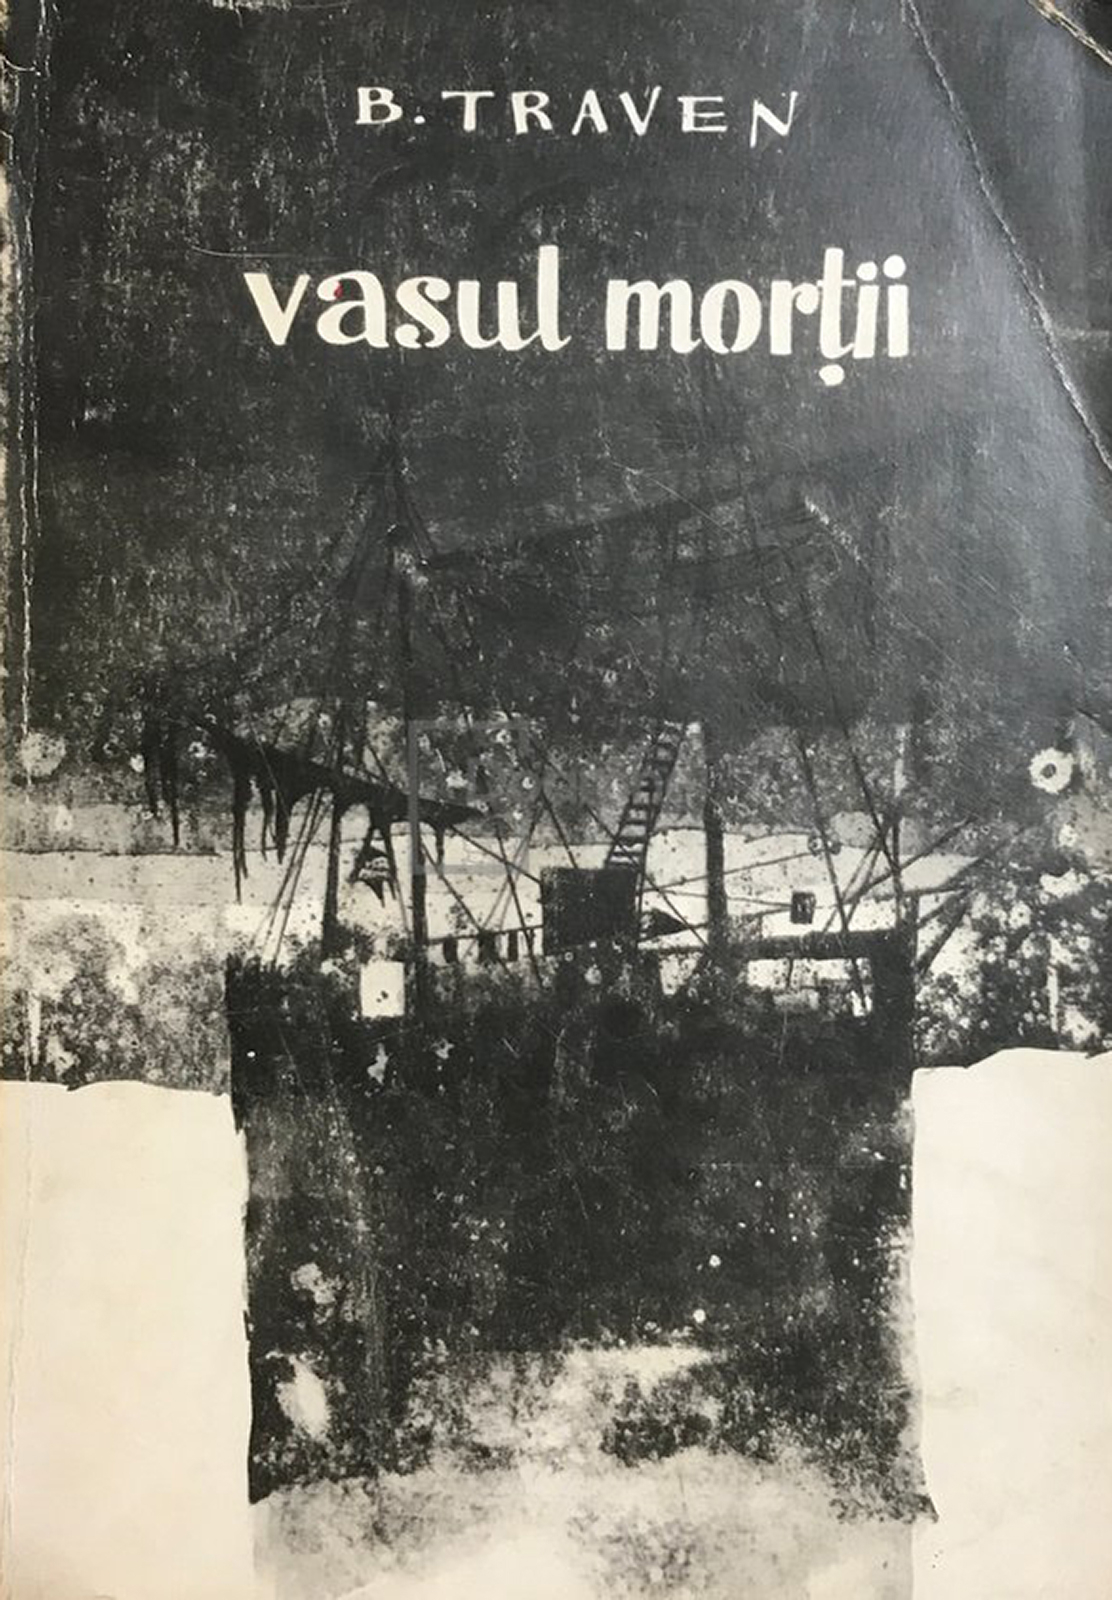 B. TRAVEN
vasul morții